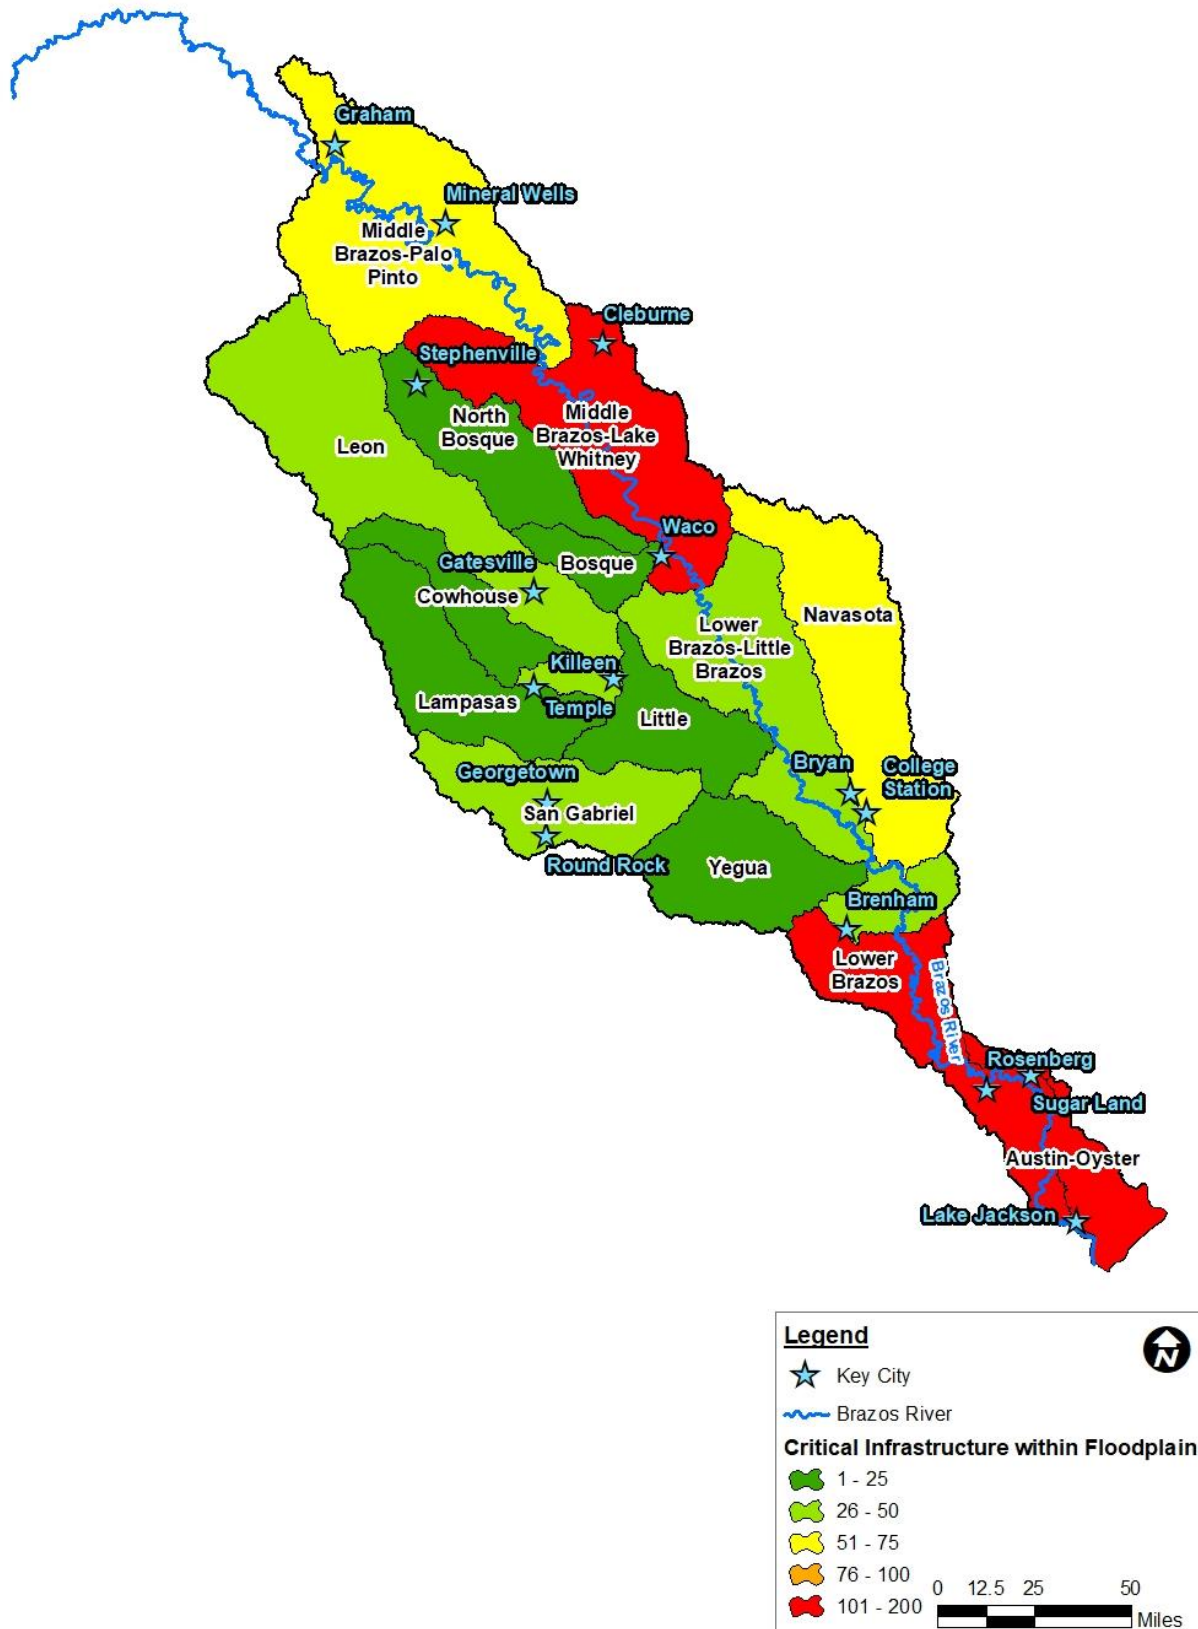 Graham
Mineral Wells
Middle
Brazos-Palo
Pinto
Cleburne
Stephenville
North
Bosque
Middle
Brazos-Lake
Whitney
Leon
Waco
Gatesville
Bosque
Cowhouse
Navasota
Lower
Brazos-Little
Brazos
Killeen
Lampasas
Temple
Little
Georgetown
Bryan
College
Station
San Gabriel
Round Rock
Yegua
Brenham
Lower
Brazos
Brazos River
Rosenberg
Sugar Land
Austin-Oyster
Lake Jackson
Legend
N
Key City
Brazos River
Critical Infrastructure within Floodplain
1 - 25
26 - 50
51 - 75
76 - 100
101 - 200
0 12.5 25 50
Miles